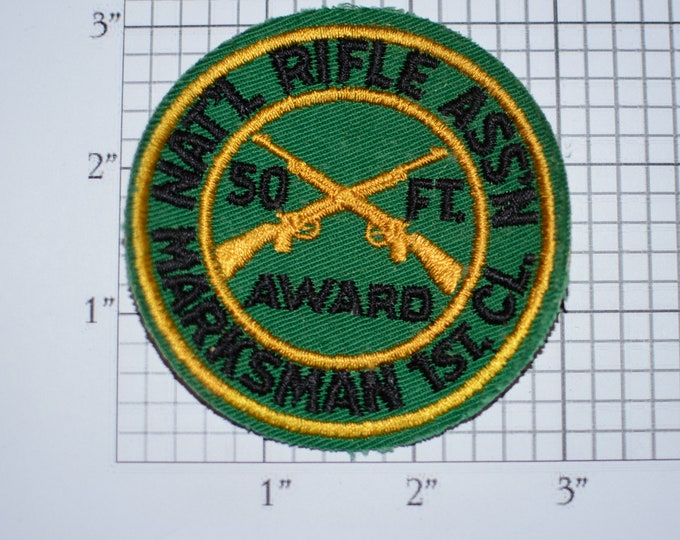 3”
2”
1”
NAT'L RIFLE ASS'N
50 FT.
AWARD
MARKSMAN 1ST. CL.
1” 2” 3”